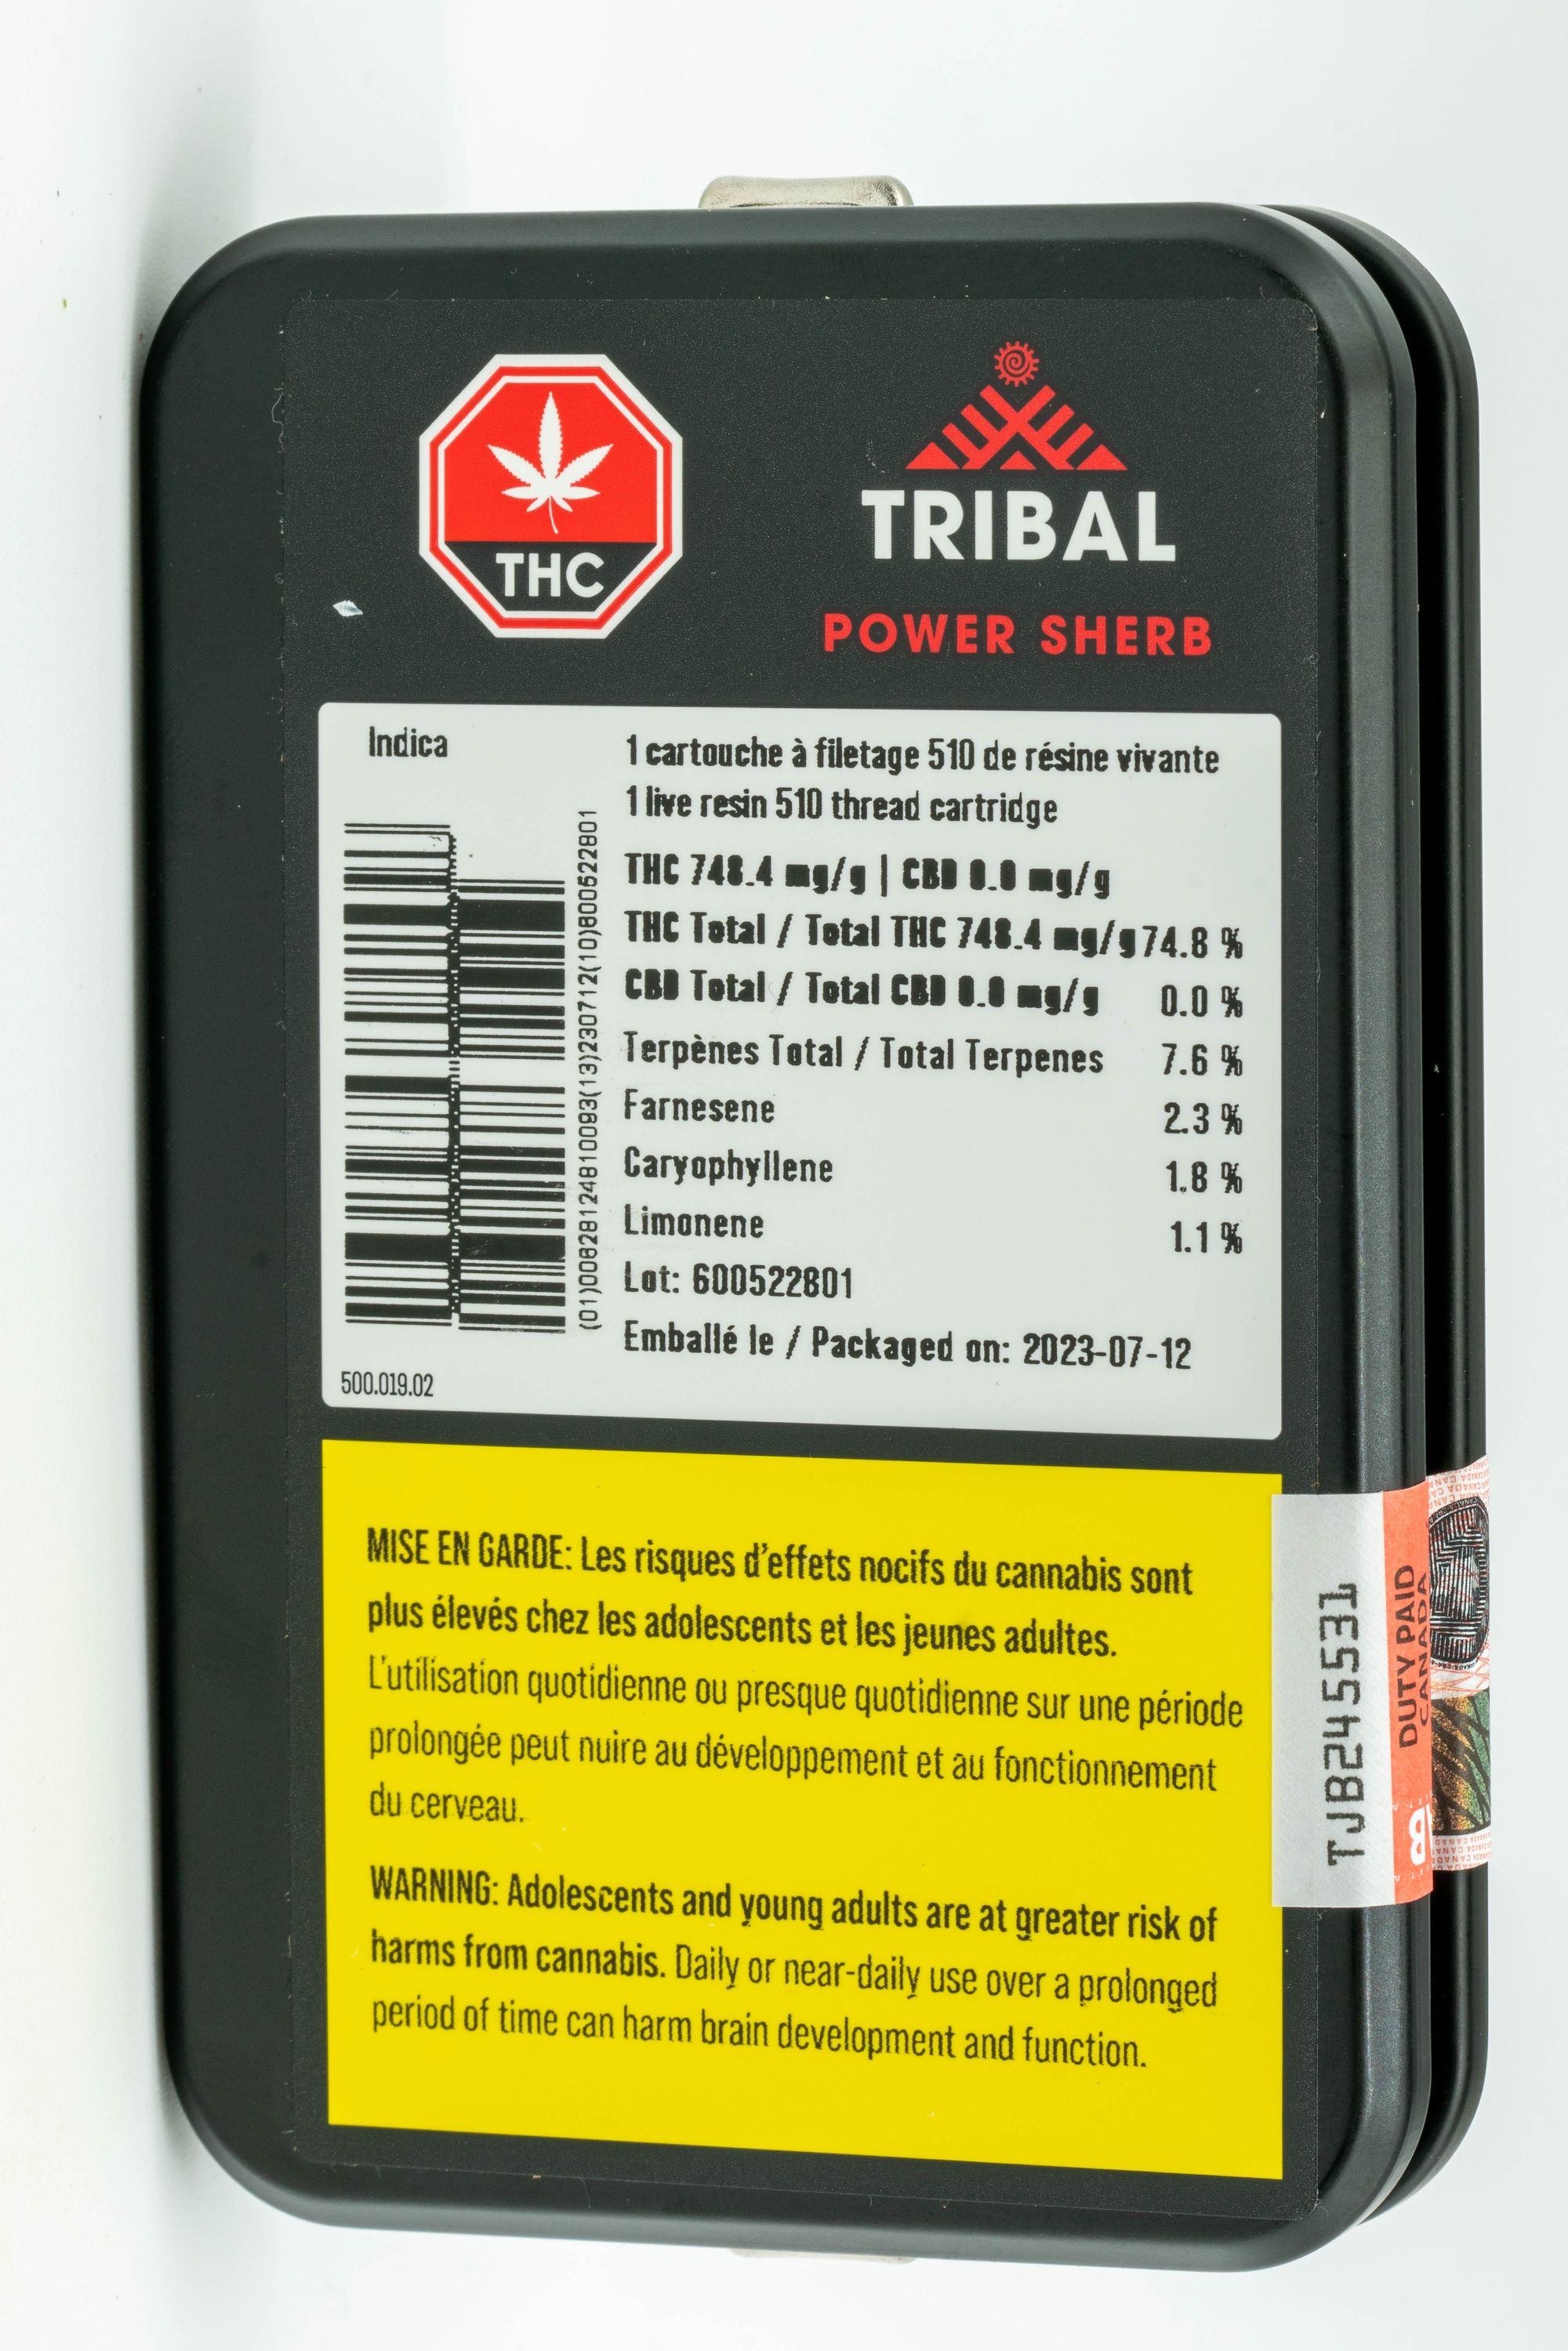 THC
TRIBAL
POWER SHERB
Indica
1 cartouche à filetage 510 de résine vivante
1 live resin 510 thread cartridge
THC 748.4 mg/g | CBD 0.0 mg/g
THC Total / Total THC 748.4 mg/g 74.8 %
CBD Total / Total CBD 0.0 mg/g 0.0 %
Terpènes Total / Total Terpenes 7.6 %
Farnesene 2.3 %
Caryophyllene 1.8 %
Limonene 1.1 %
Lot: 600522801
Emballé le / Packaged on: 2023-07-12
500.019.02
MISE EN GARDE: Les risques d'effets nocifs du cannabis sont
plus élevés chez les adolescents et les jeunes adultes.
L'utilisation quotidienne ou presque quotidienne sur une période
prolongée peut nuire au développement et au fonctionnement
du cerveau.
WARNING: Adolescents and young adults are at greater risk of
harms from cannabis. Daily or near-daily use over a prolonged
period of time can harm brain development and function.
TJB2455531
DUTY PAID
CANADA